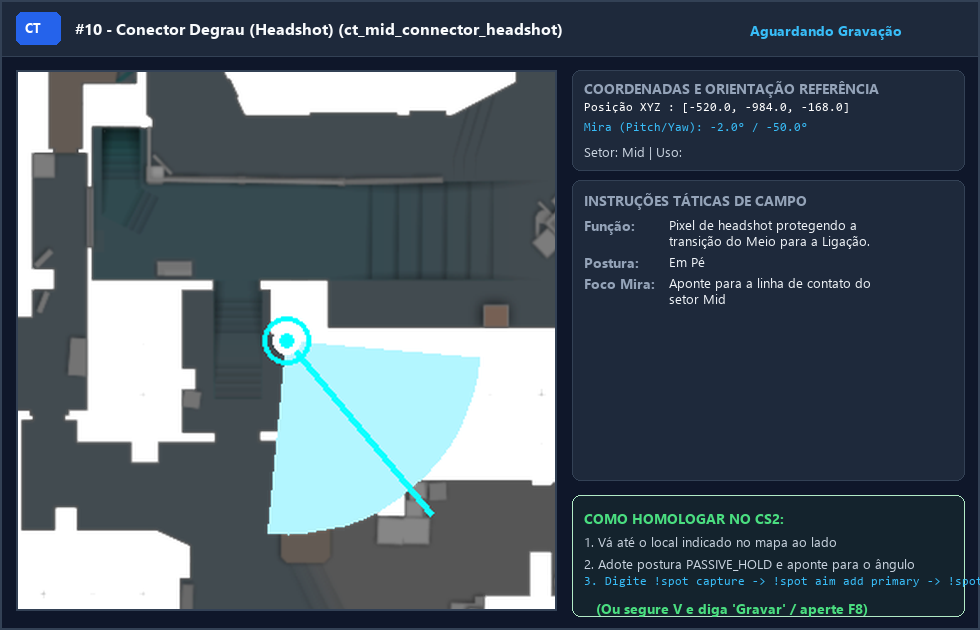 CT
#10 - Conector Degrau (Headshot) (ct_mid_connector_headshot)
Aguardando Gravação
COORDENADAS E ORIENTAÇÃO REFERÊNCIA
Posição XYZ : [-520.0, -984.0, -168.0]
Mira (Pitch/Yaw): -2.0° / -50.0°
Setor: Mid | Uso:
INSTRUÇÕES TÁTICAS DE CAMPO
Função: Pixel de headshot protegendo a
transição do Meio para a Ligação.
Postura: Em Pé
Foco Mira: Aponte para a linha de contato do
setor Mid
COMO HOMOLOGAR NO CS2:
1. Vá até o local indicado no mapa ao lado
2. Adote postura PASSIVE_HOLD e aponte para o ângulo
3. Digite !spot capture -> !spot aim add primary -> !spot
(Ou segure V e diga 'Gravar' / aperte F8)